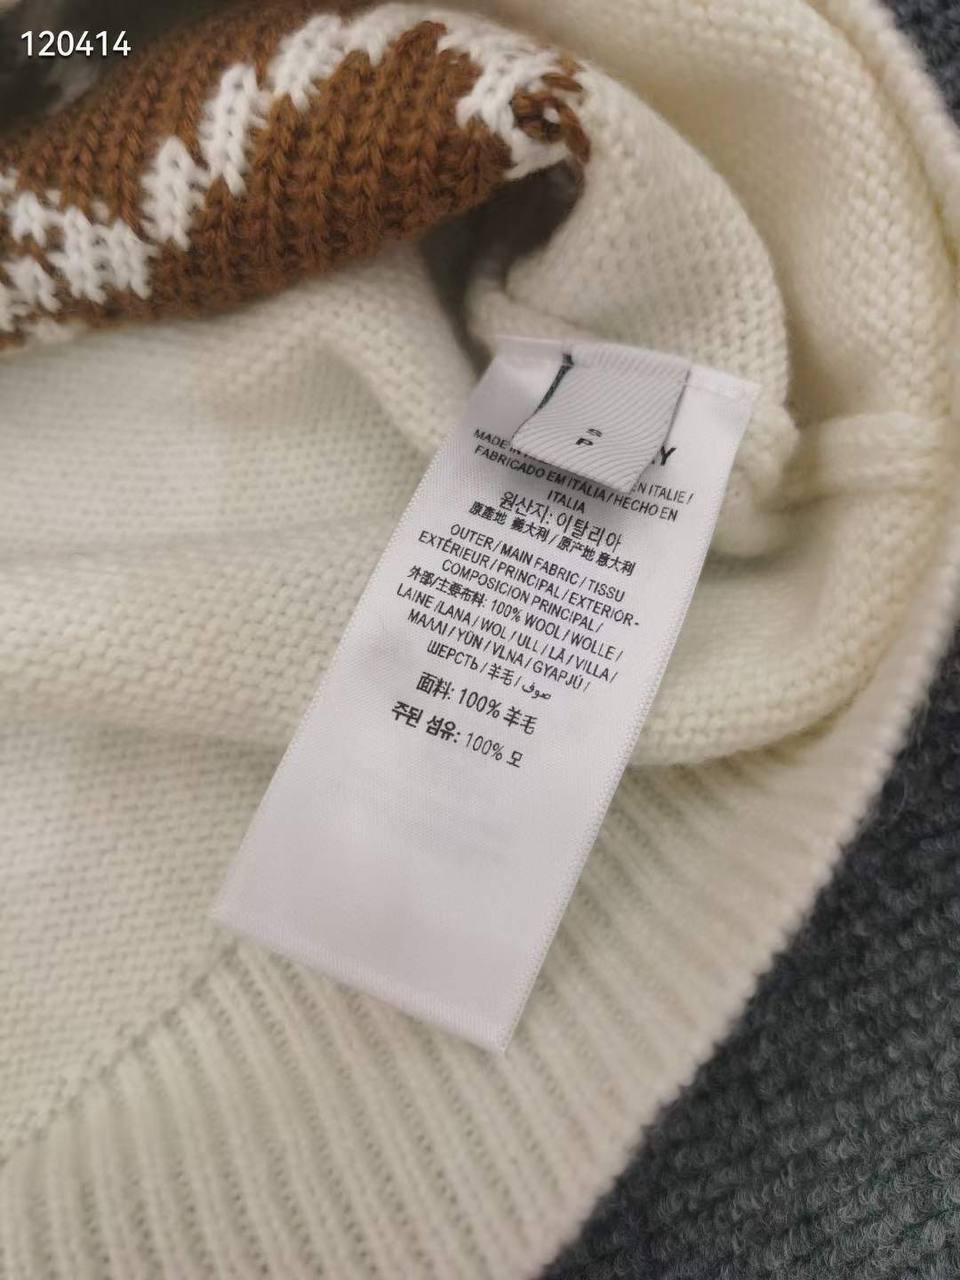 120414
S
P
MADE IN
EN ITALIE /
FABRICADO EM ITALIA / HECHO EN
ITALIA
원산지: 이탈리아
原產地 義大利 / 原产地 意大利
OUTER / MAIN FABRIC / TISSU
EXTÉRIEUR / PRINCIPAL / EXTERIOR-
COMPOSICION PRINCIPAL /
外部/主要布料: 100% WOOL / WOLLE /
LAINE /LANA / WOL / ULL / LÃ / VILLA /
ΜΑΛΛΙ / YÜN / VLNA / GYAPJÚ /
ШЕРСТЬ / 羊毛 / صوف
面料: 100% 羊毛
주된 섬유: 100% 모